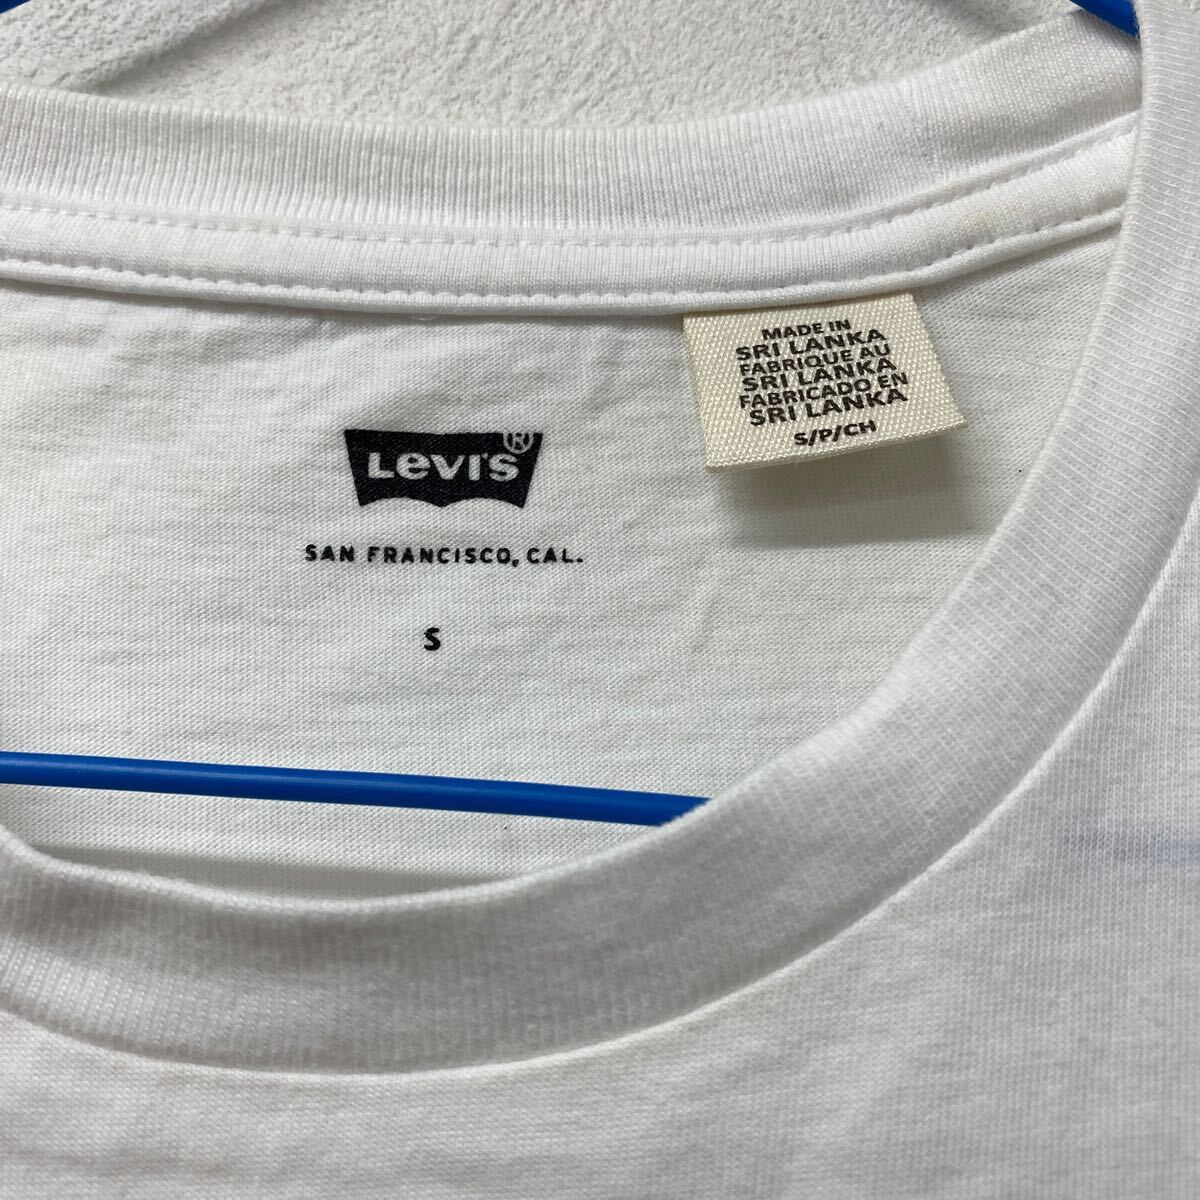 Levi's®
SAN FRANCISCO, CAL.
S
MADE IN
SRI LANKA
FABRIQUE AU
SRI LANKA
FABRICADO EN
SRI LANKA
S/P/CH